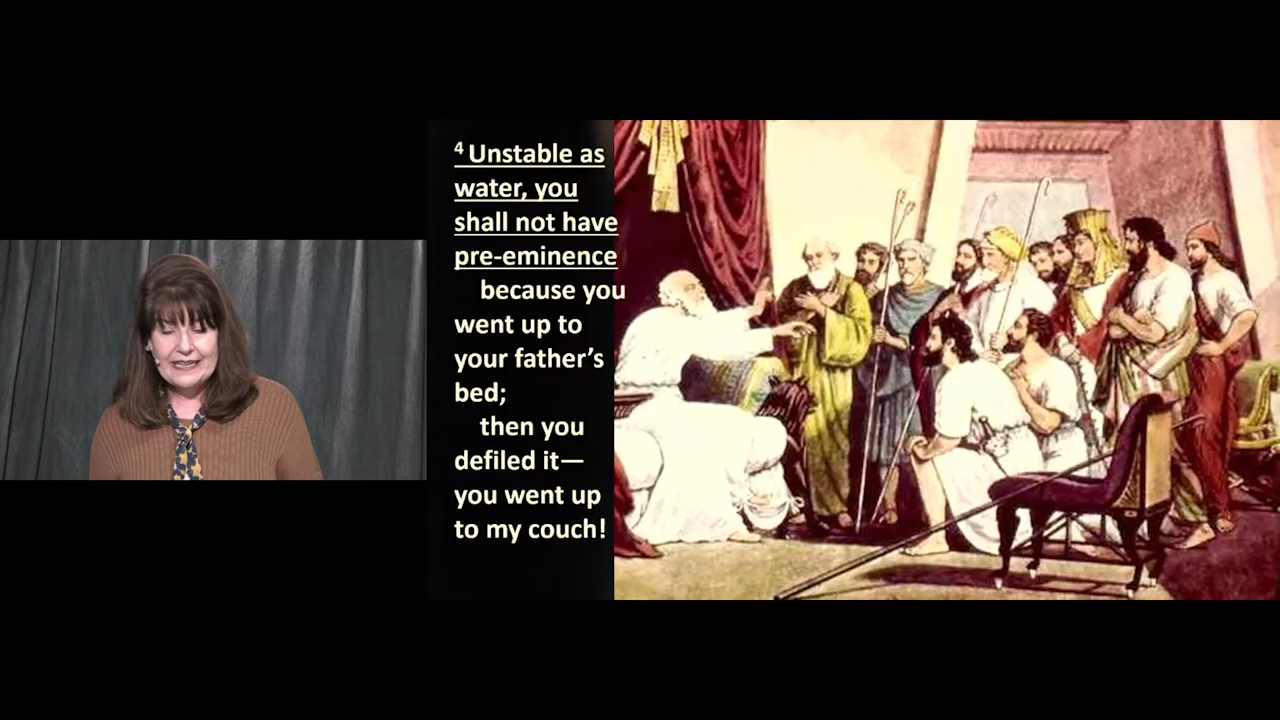 4 Unstable as
water, you
shall not have
pre-eminence
because you
went up to
your father’s
bed;
then you
defiled it—
you went up
to my couch!